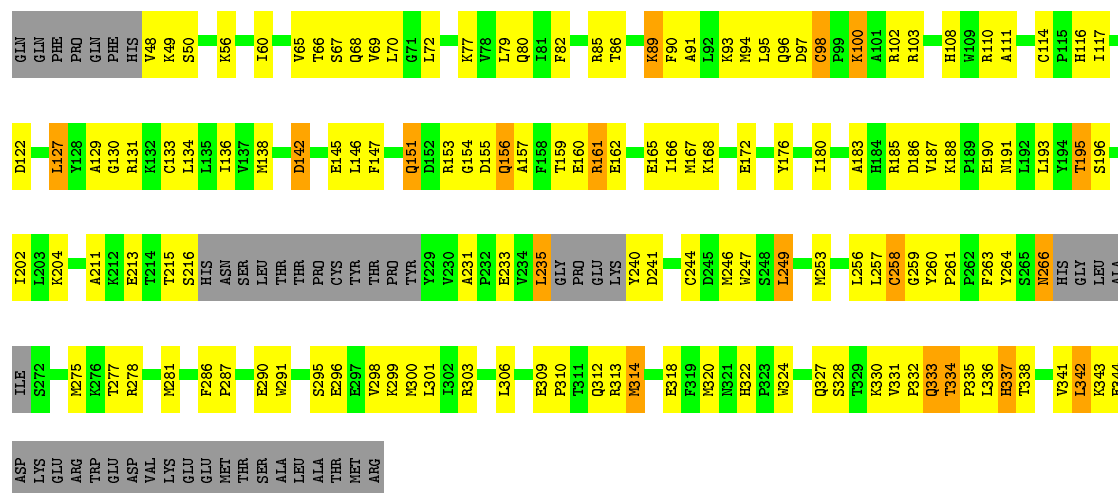 GLN GLN PHE PRO GLN PHE HIS V48 K49 S50 K56 I60 V65 T66 S67 Q68 V69 L70 G71 L72 K77 V78 L79 Q80 I81 F82 R85 T86 K89 F90 A91 L92 K93 M94 L95 Q96 D97 C98 P99 K100 A101 R102 R103 H108 W109 R110 A111 C114 P115 H116 I117
D122 L127 Y128 A129 G130 R131 K132 C133 L134 L135 I136 V137 M138 D142 E145 L146 F147 Q151 D152 R153 G154 D155 Q156 A157 F158 T159 E160 R161 E162 E165 I166 M167 K168 E172 Y176 I180 A183 H184 R185 D186 V187 K188 P189 E190 N191 L192 L193 Y194 T195 S196
I202 L203 K204 A211 K212 E213 T214 T215 S216 HIS ASN SER LEU THR THR PRO CYS TYR THR PRO TYR Y229 V230 A231 P232 E233 V234 L235 GLY PRO GLU LYS Y240 D241 C244 D245 M246 W247 S248 L249 M253 L256 L257 C258 G259 Y260 P261 P262 F263 Y264 S265 N266 HIS GLY LEU ALA
ILE S272 M275 K276 T277 R278 M281 F286 P287 E290 W291 S295 E296 E297 V298 K299 M300 L301 I302 R303 L306 E309 P310 T311 Q312 R313 M314 E318 F319 M320 N321 H322 P323 W324 Q327 S328 T329 K330 V331 P332 Q333 T334 P335 L336 H337 T338 V341 L342 K343 E344
ASP LYS GLU ARG TRP GLU ASP VAL LYS GLU GLU MET THR SER ALA LEU ALA THR MET ARG